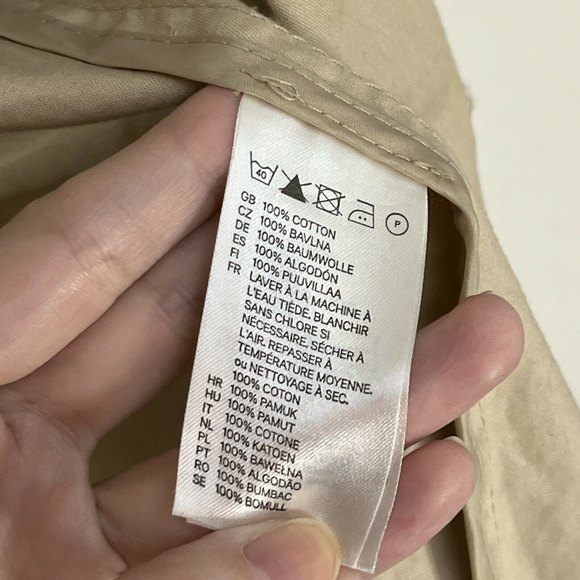 40 P
GB 100% COTTON
CZ 100% BAVLNA
DE 100% BAUMWOLLE
ES 100% ALGODÓN
FI 100% PUUVILLAA
FR LAVER À LA MACHINE À
L'EAU TIÈDE. BLANCHIR
SANS CHLORE SI
NÉCESSAIRE. SÉCHER À
L'AIR. REPASSER À
TEMPÉRATURE MOYENNE.
ou NETTOYAGE À SEC.
100% COTON
HR 100% PAMUK
HU 100% PAMUT
IT 100% COTONE
NL 100% KATOEN
PL 100% BAWEŁNA
PT 100% ALGODÃO
RO 100% BUMBAC
SE 100% BOMULL